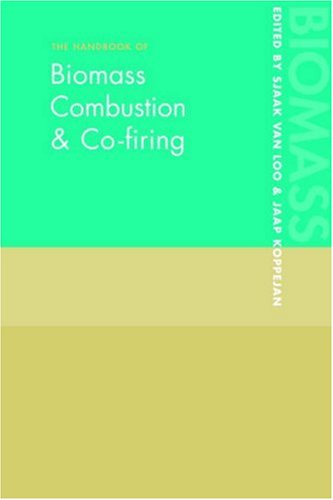 THE HANDBOOK OF
Biomass
Combustion
& Co-firing
EDITED BY SJAAK VAN LOO & JAAP KOPPEJAN
BIOMASS